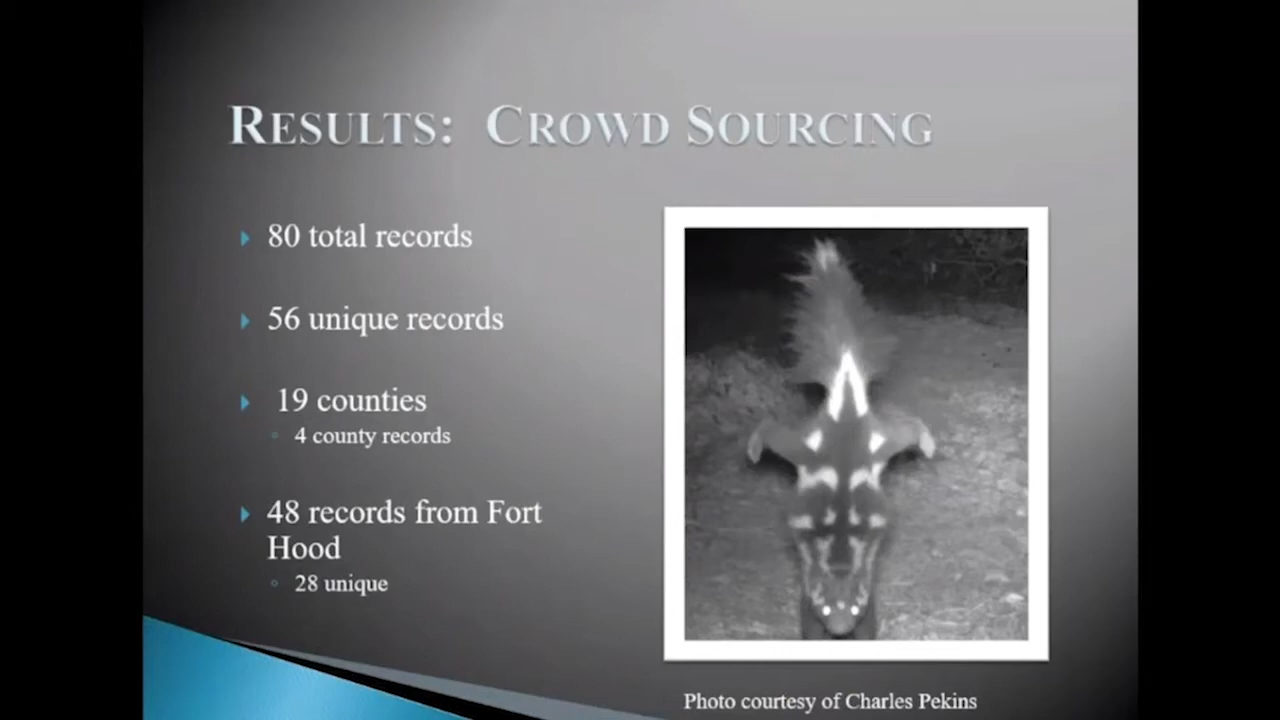 RESULTS: CROWD SOURCING
80 total records
56 unique records
19 counties
4 county records
48 records from Fort
Hood
28 unique
Photo courtesy of Charles Pekins